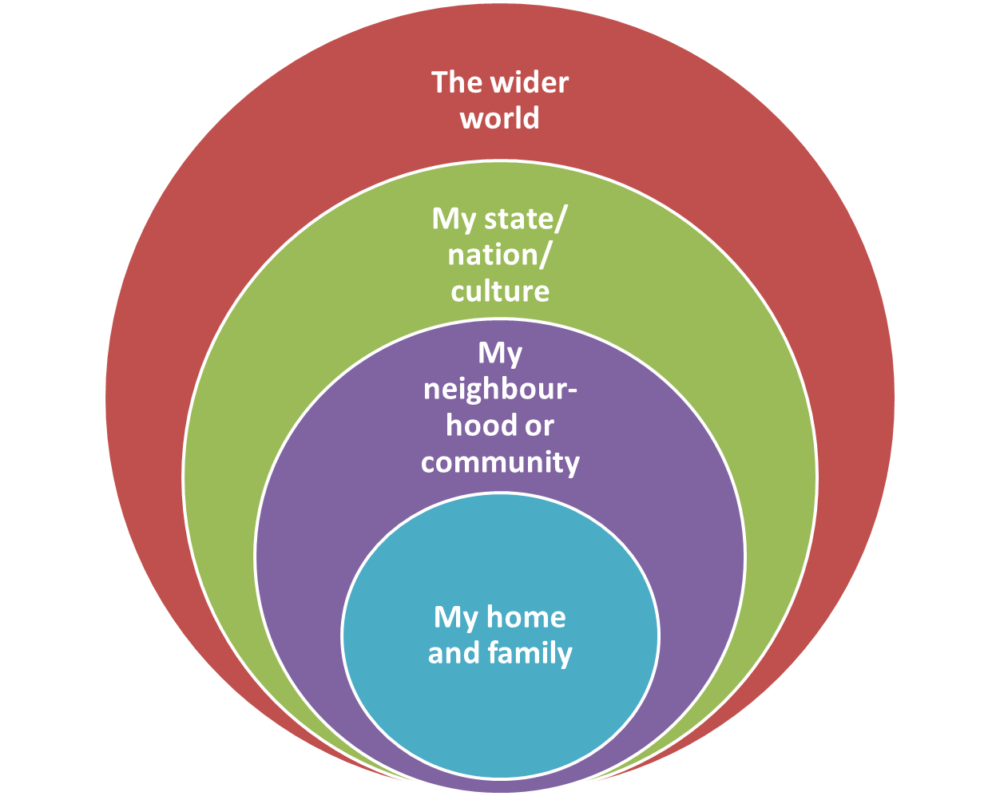 The wider
world
My state/
nation/
culture
My
neighbour-
hood or
community
My home
and family